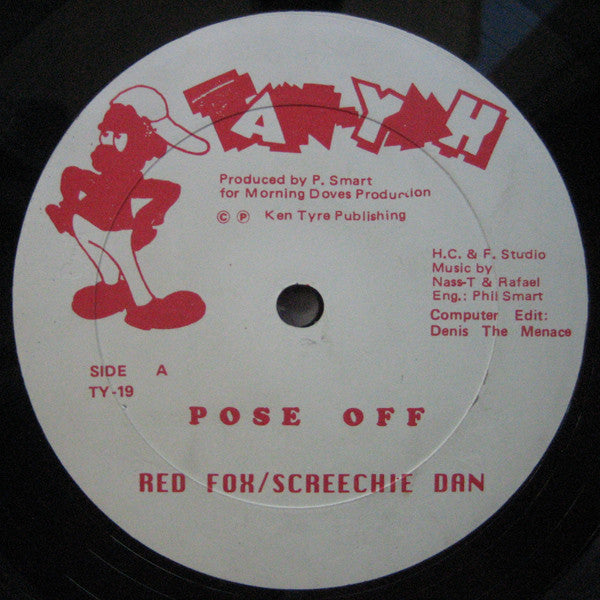 TAYX
Produced by P. Smart
for Morning Doves Production
© ℗ Ken Tyre Publishing
H.C. & F. Studio
Music by
Nass-T & Rafael
Eng.: Phil Smart
Computer Edit:
Denis The Menace
SIDE A
TY-19
POSE OFF
RED FOX/SCREECHIE DAN